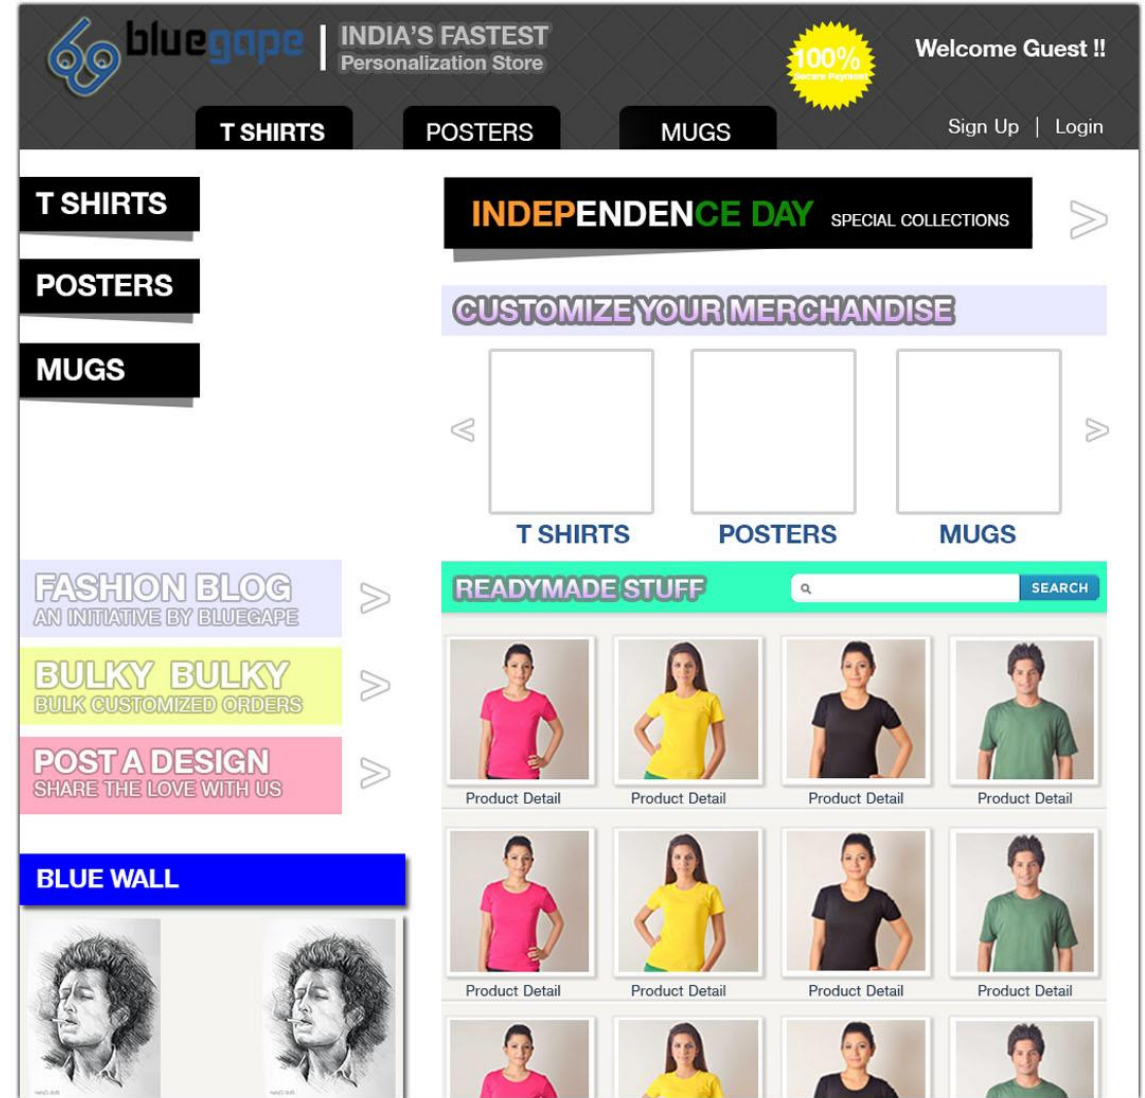 bluegape
INDIA'S FASTEST
Personalization Store
100%
Secure Payment
Welcome Guest !!
T SHIRTS
POSTERS
MUGS
Sign Up | Login
T SHIRTS
POSTERS
MUGS
INDEPENDENCE DAY SPECIAL COLLECTIONS
>
CUSTOMIZE YOUR MERCHANDISE
<
>
T SHIRTS
POSTERS
MUGS
FASHION BLOG
AN INITIATIVE BY BLUEGAPE
>
BULKY BULKY
BULK CUSTOMIZED ORDERS
>
POST A DESIGN
SHARE THE LOVE WITH US
>
BLUE WALL
READYMADE STUFF
SEARCH
Product Detail
Product Detail
Product Detail
Product Detail
Product Detail
Product Detail
Product Detail
Product Detail